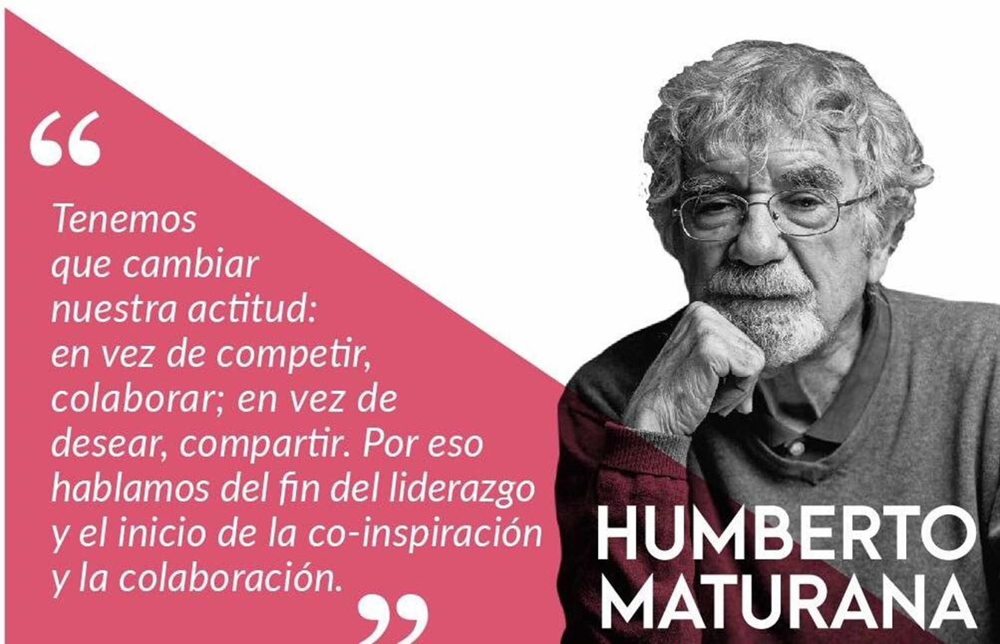 “
Tenemos
que cambiar
nuestra actitud:
en vez de competir,
colaborar; en vez de
desear, compartir. Por eso
hablamos del fin del liderazgo
y el inicio de la co-inspiración
y la colaboración.
”
HUMBERTO
MATURANA